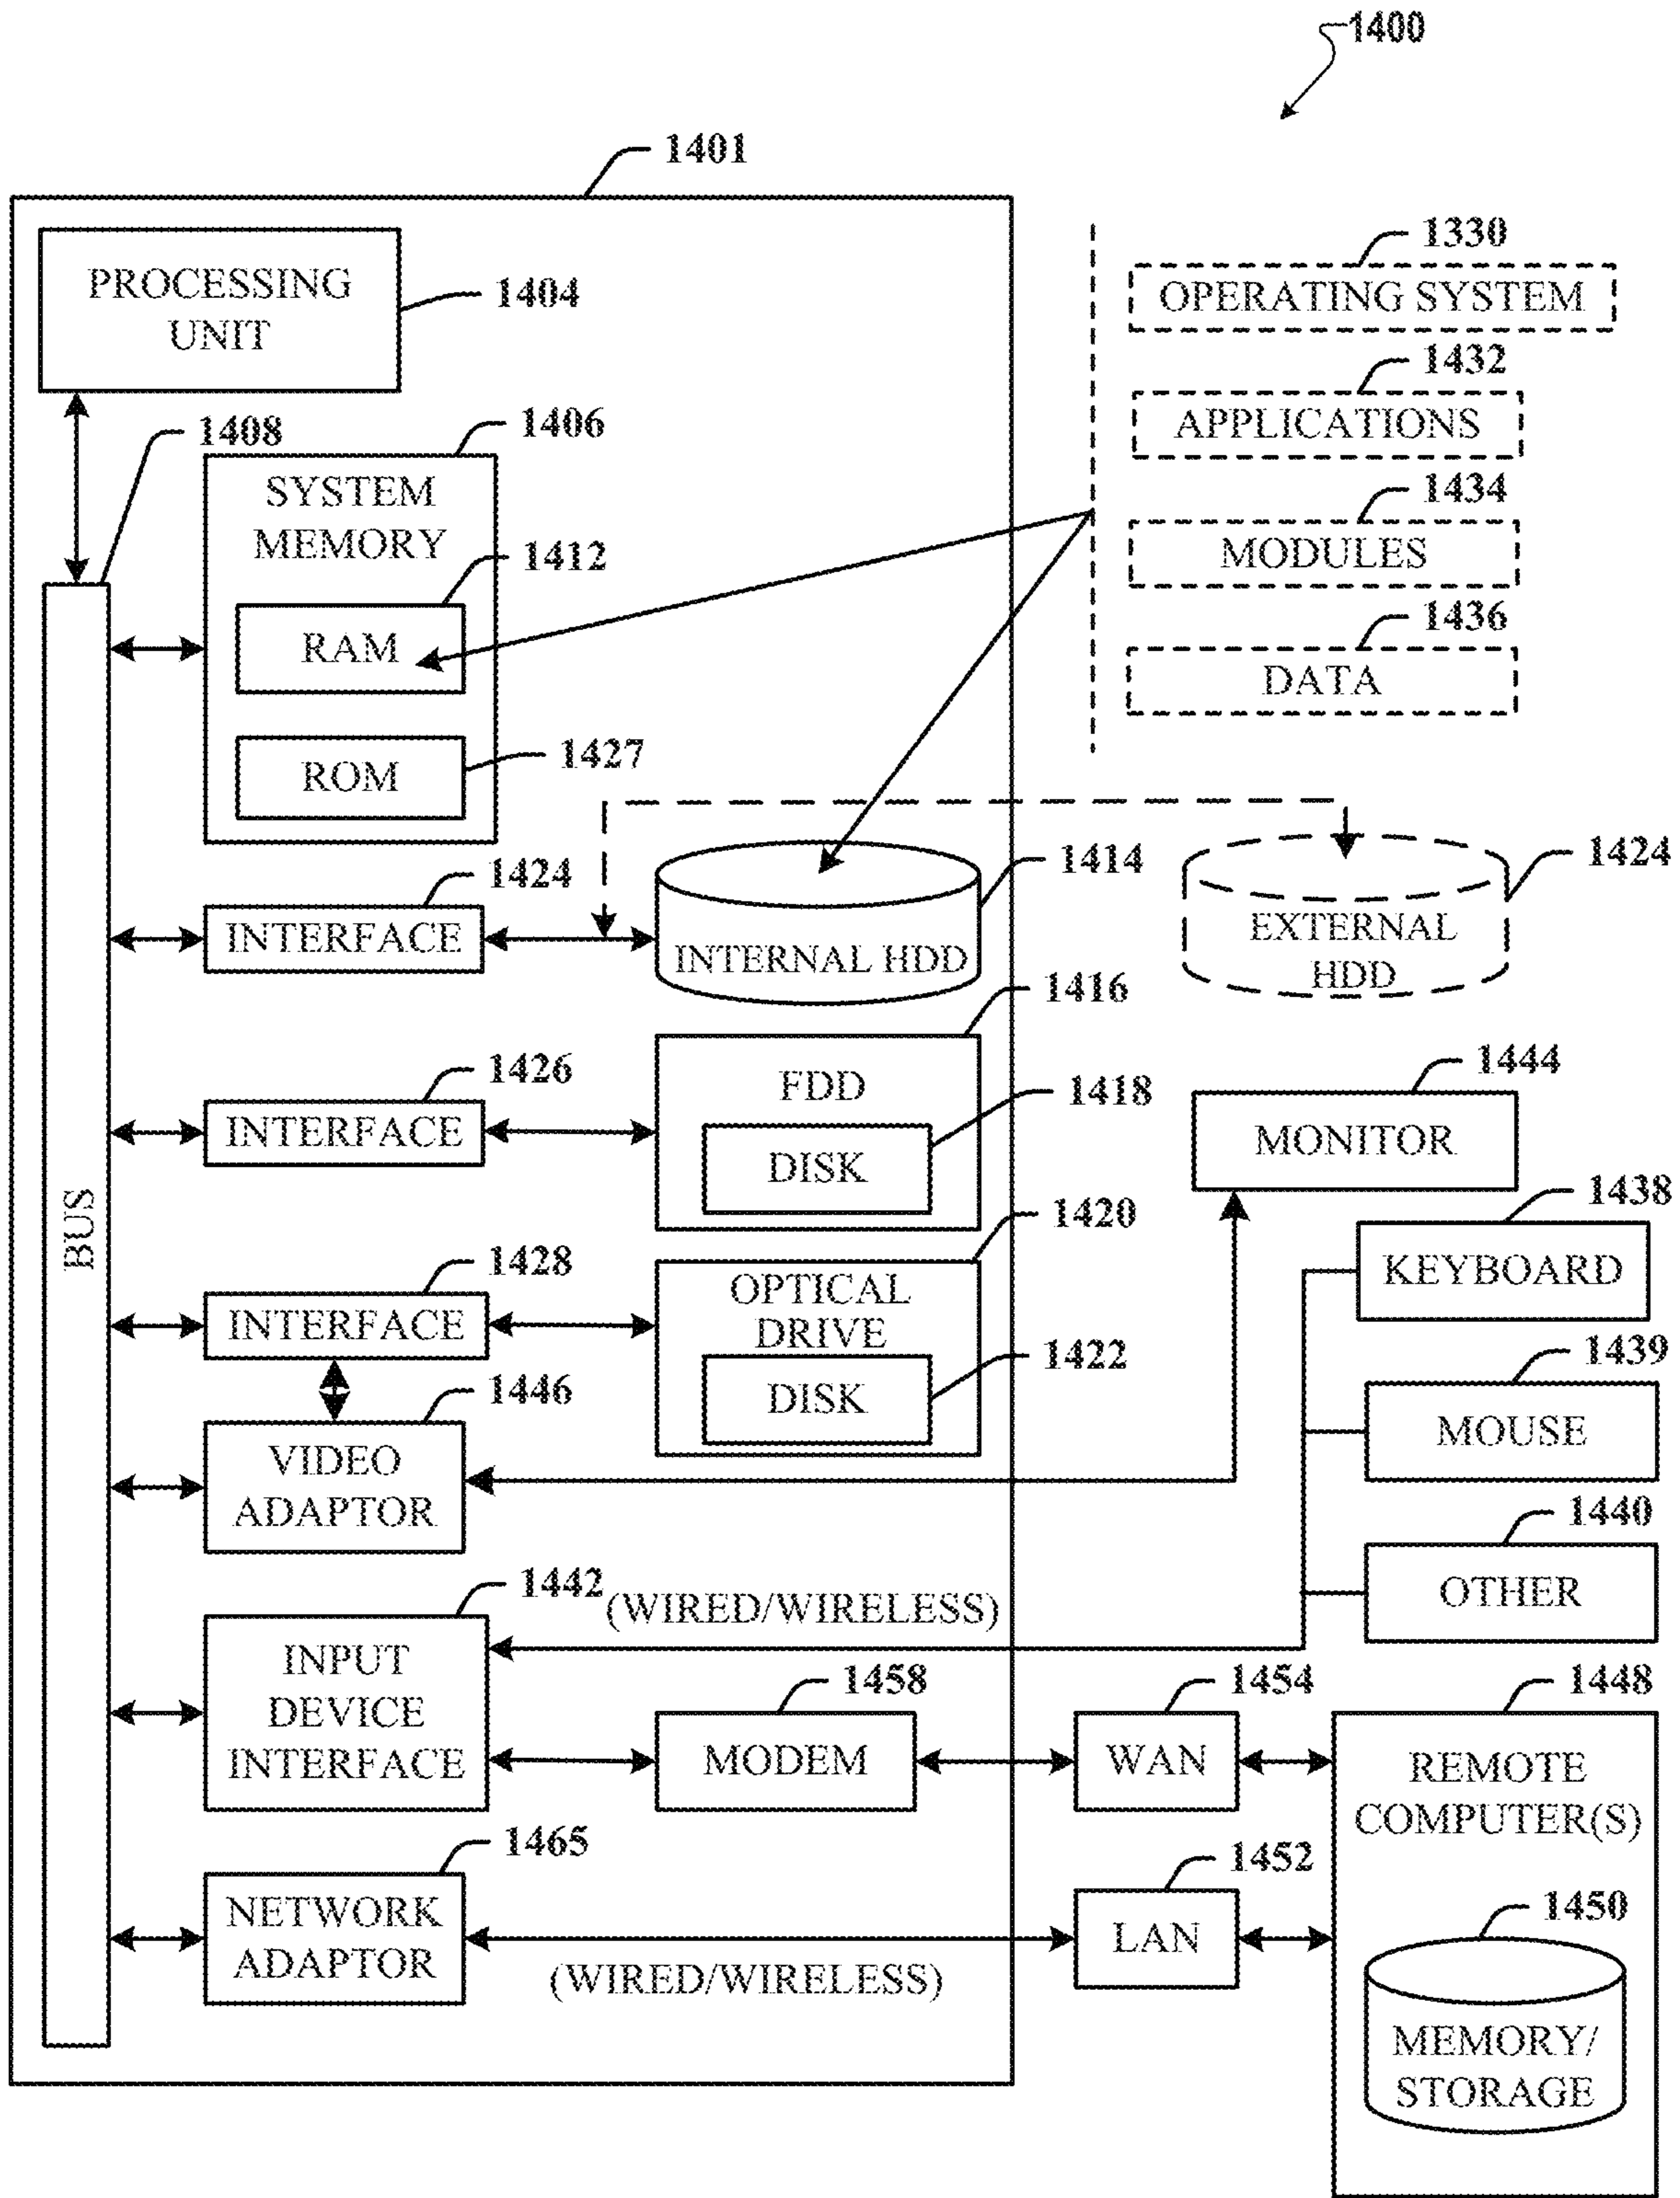 1400
1401
PROCESSING
UNIT
1404
1330
OPERATING SYSTEM
1432
APPLICATIONS
1408
1406
SYSTEM
MEMORY
1434
MODULES
1412
RAM
1436
DATA
1427
ROM
1424
INTERFACE
1414
INTERNAL HDD
1424
EXTERNAL
HDD
1416
FDD
1426
INTERFACE
1418
DISK
1444
MONITOR
BUS
1438
KEYBOARD
1420
OPTICAL
DRIVE
1428
INTERFACE
1422
DISK
1439
MOUSE
1446
VIDEO
ADAPTOR
1440
OTHER
1442
(WIRED/WIRELESS)
INPUT
DEVICE
INTERFACE
1458
MODEM
1454
WAN
1448
REMOTE
COMPUTER(S)
1465
NETWORK
ADAPTOR
(WIRED/WIRELESS)
1452
LAN
1450
MEMORY/
STORAGE